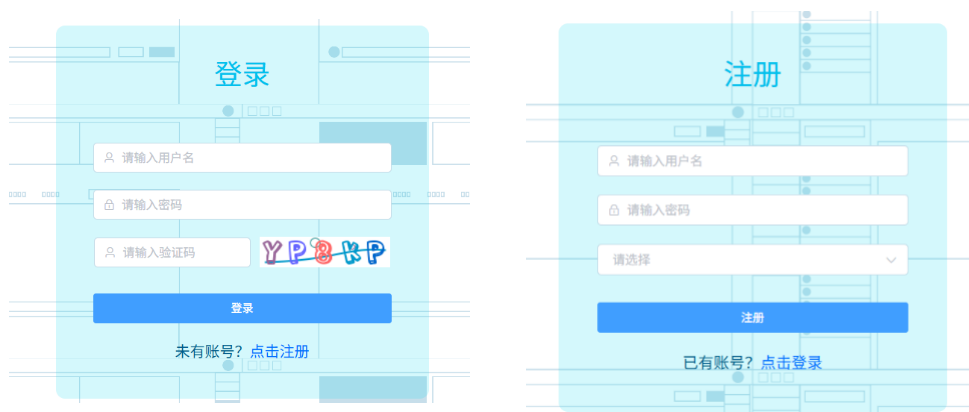 登录
请输入用户名
请输入密码
请输入验证码
YP8KP
登录
未有账号？点击注册
注册
请输入用户名
请输入密码
请选择
注册
已有账号？点击登录